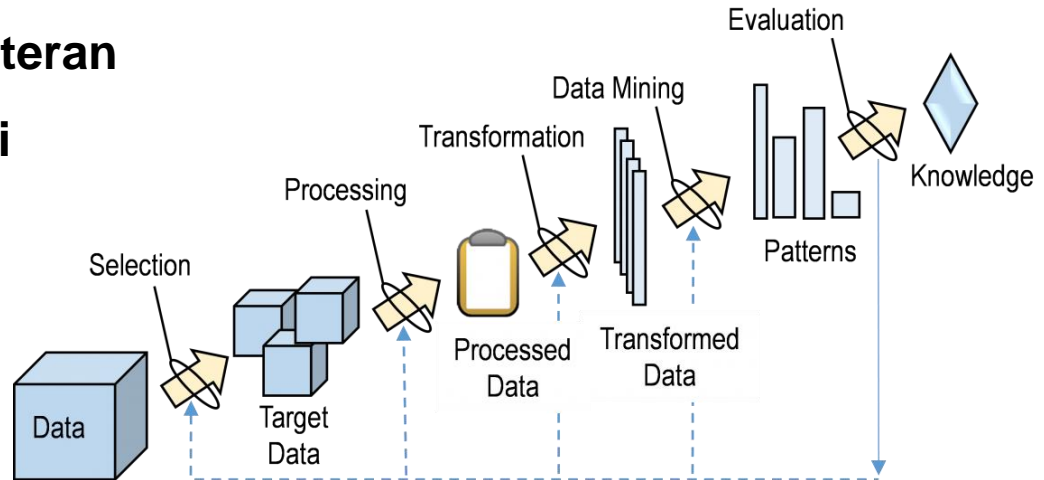 teran
i
Evaluation
Data Mining
Transformation
Processing
Selection
Knowledge
Patterns
Transformed
Data
Processed
Data
Target
Data
Data